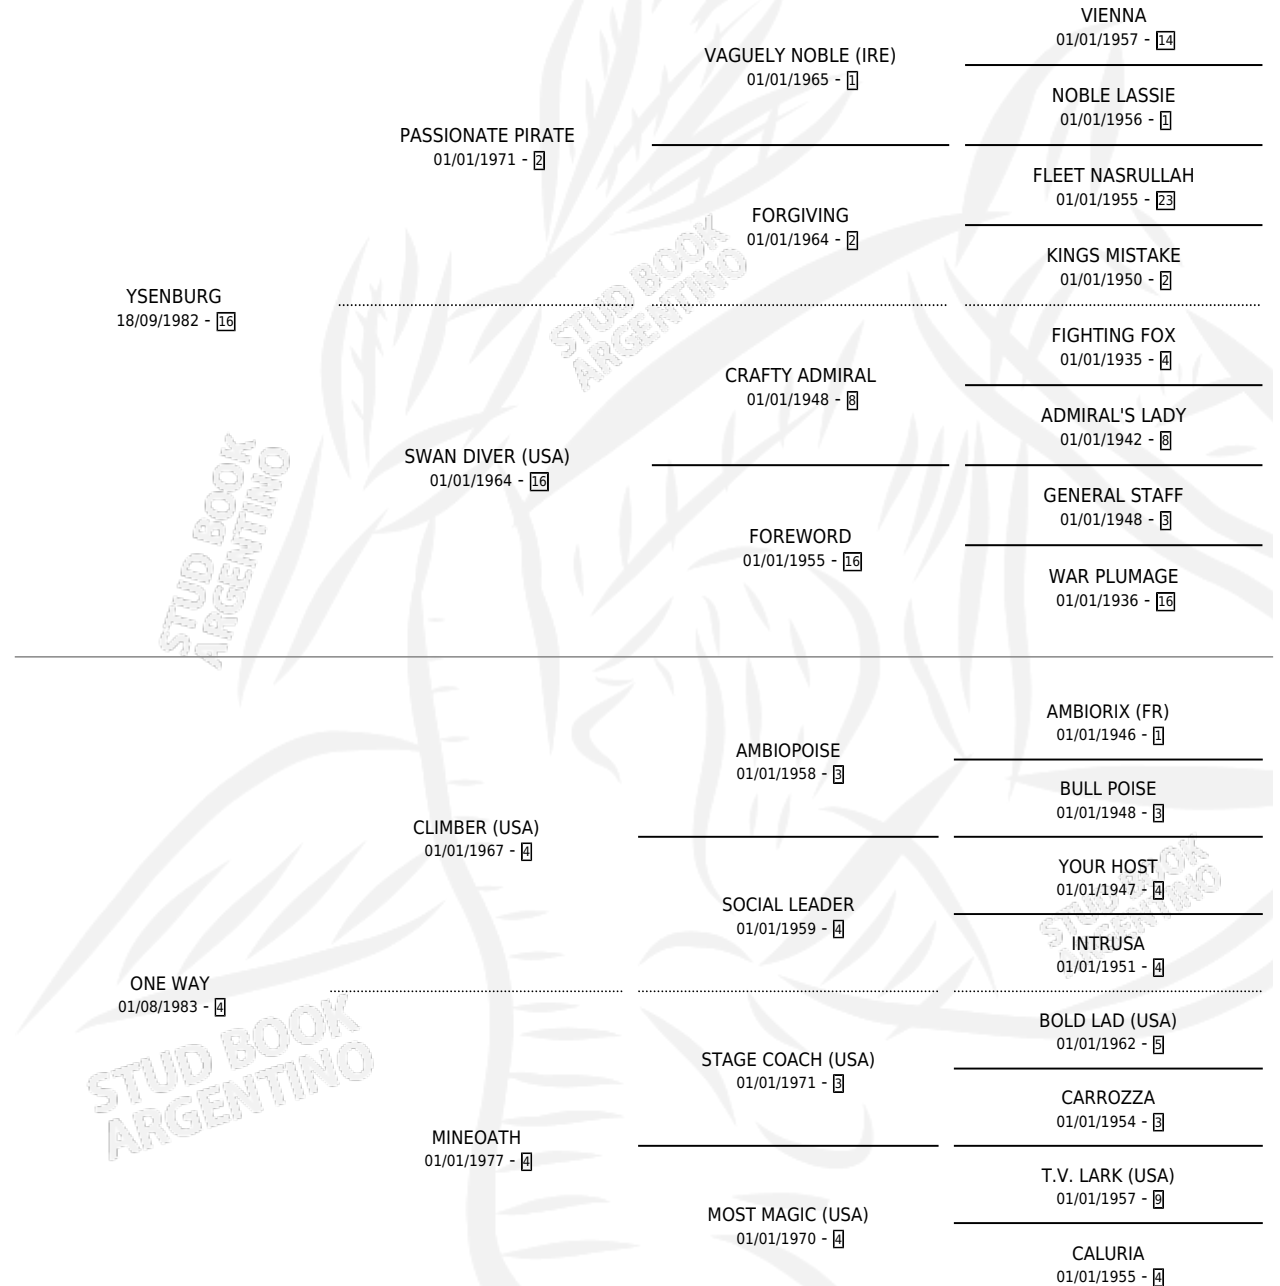 VIENNA
01/01/1957 - 14
VAGUELY NOBLE (IRE)
01/01/1965 - 1
NOBLE LASSIE
01/01/1956 - 1
PASSIONATE PIRATE
01/01/1971 - 2
FLEET NASRULLAH
01/01/1955 - 23
FORGIVING
01/01/1964 - 2
KINGS MISTAKE
01/01/1950 - 2
YSENBURG
18/09/1982 - 16
STUD BOOK
ARGENTINO
FIGHTING FOX
01/01/1935 - 4
CRAFTY ADMIRAL
01/01/1948 - 8
ADMIRAL'S LADY
01/01/1942 - 8
SWAN DIVER (USA)
01/01/1964 - 16
GENERAL STAFF
01/01/1948 - 3
FOREWORD
01/01/1955 - 16
WAR PLUMAGE
01/01/1936 - 16
STUD BOOK
ARGENTINO
AMBIORIX (FR)
01/01/1946 - 1
AMBIOPOISE
01/01/1958 - 3
BULL POISE
01/01/1948 - 3
CLIMBER (USA)
01/01/1967 - 4
YOUR HOST
01/01/1947 - 4
SOCIAL LEADER
01/01/1959 - 4
INTRUSA
01/01/1951 - 4
STUD BOOK
ARGENTINO
ONE WAY
01/08/1983 - 4
BOLD LAD (USA)
01/01/1962 - 5
STAGE COACH (USA)
01/01/1971 - 3
CARROZZA
01/01/1954 - 3
STUD BOOK
ARGENTINO
MINEOATH
01/01/1977 - 4
T.V. LARK (USA)
01/01/1957 - 9
MOST MAGIC (USA)
01/01/1970 - 4
CALURIA
01/01/1955 - 4